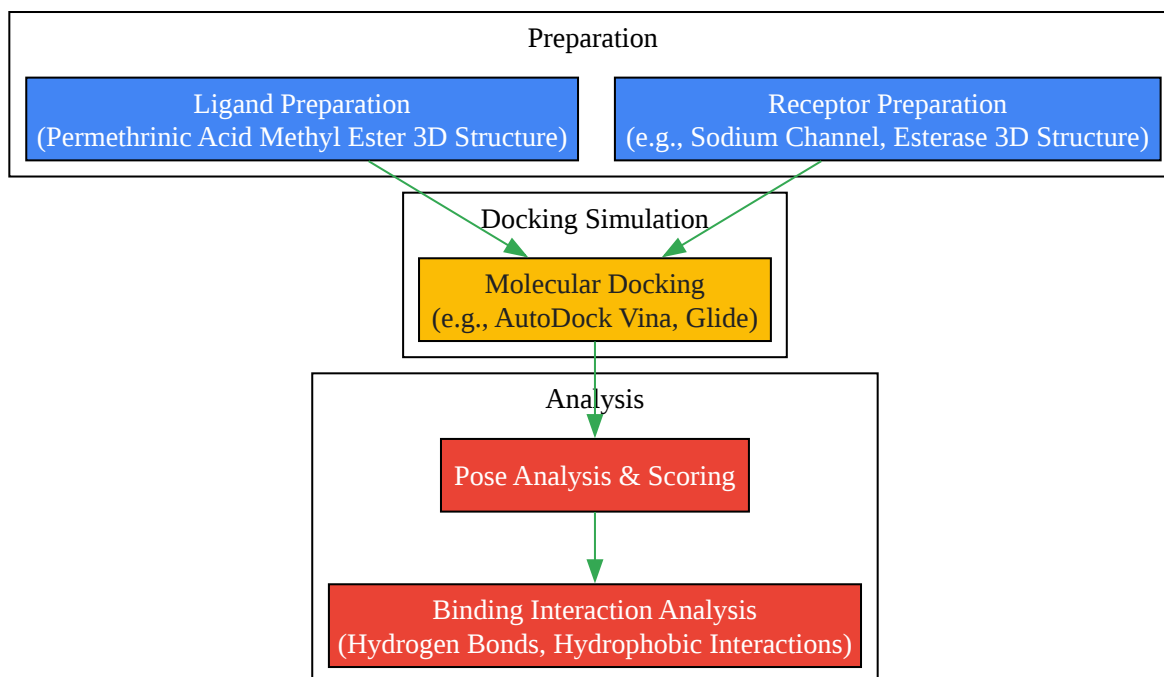 Preparation
Ligand Preparation
(Permethrinic Acid Methyl Ester 3D Structure)
Receptor Preparation
(e.g., Sodium Channel, Esterase 3D Structure)
Docking Simulation
Molecular Docking
(e.g., AutoDock Vina, Glide)
Analysis
Pose Analysis & Scoring
Binding Interaction Analysis
(Hydrogen Bonds, Hydrophobic Interactions)